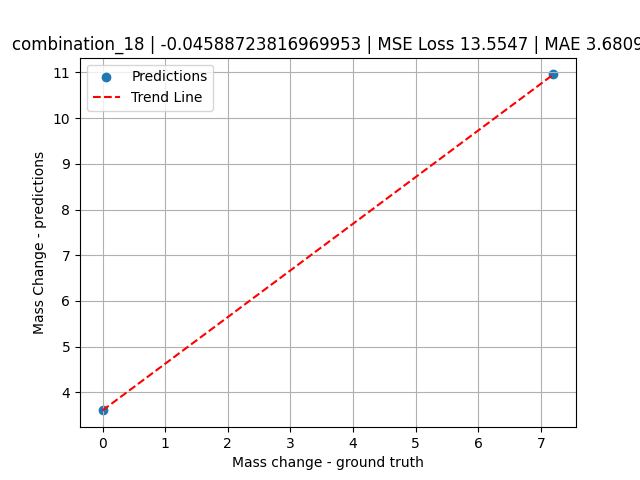 combination_18 | -0.04588723816969953 | MSE Loss 13.5547 | MAE 3.6809
Predictions
Trend Line
11
10
9
8
7
6
5
4
Mass Change - predictions
0 1 2 3 4 5 6 7
Mass change - ground truth